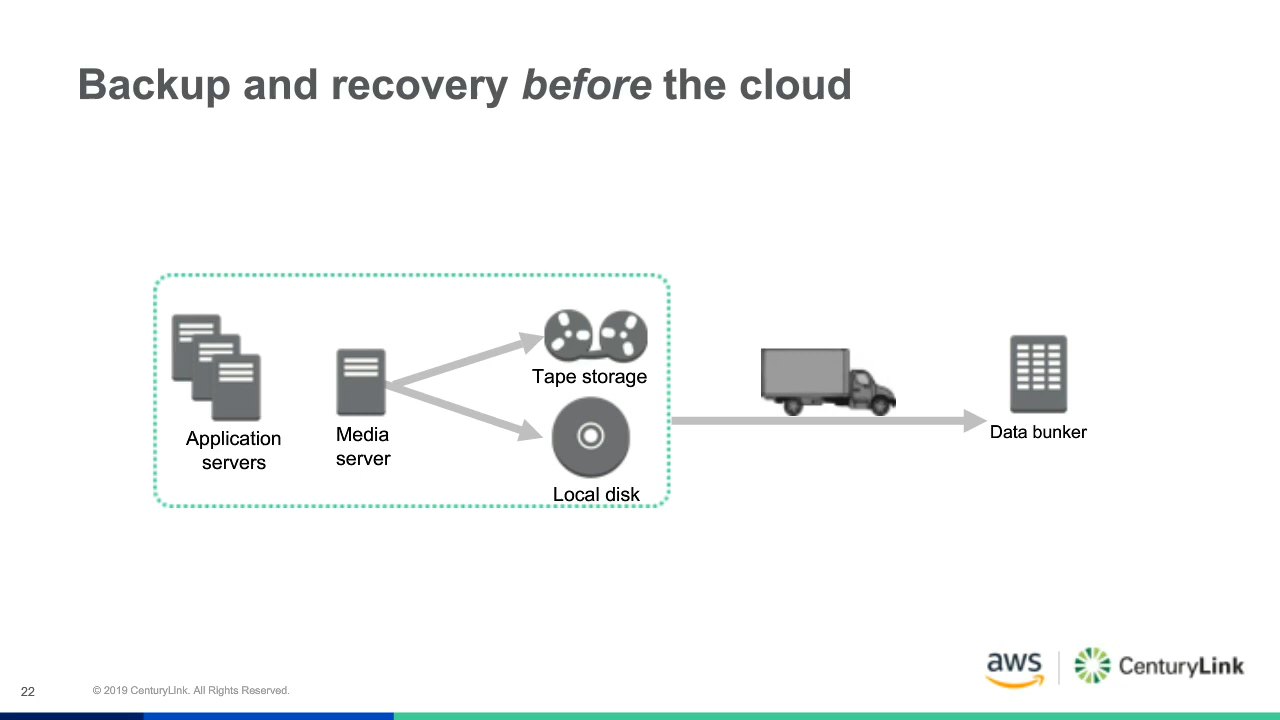 Backup and recovery before the cloud
Tape storage
Application
servers
Media
server
Local disk
Data bunker
aws
CenturyLink
22
© 2019 CenturyLink. All Rights Reserved.